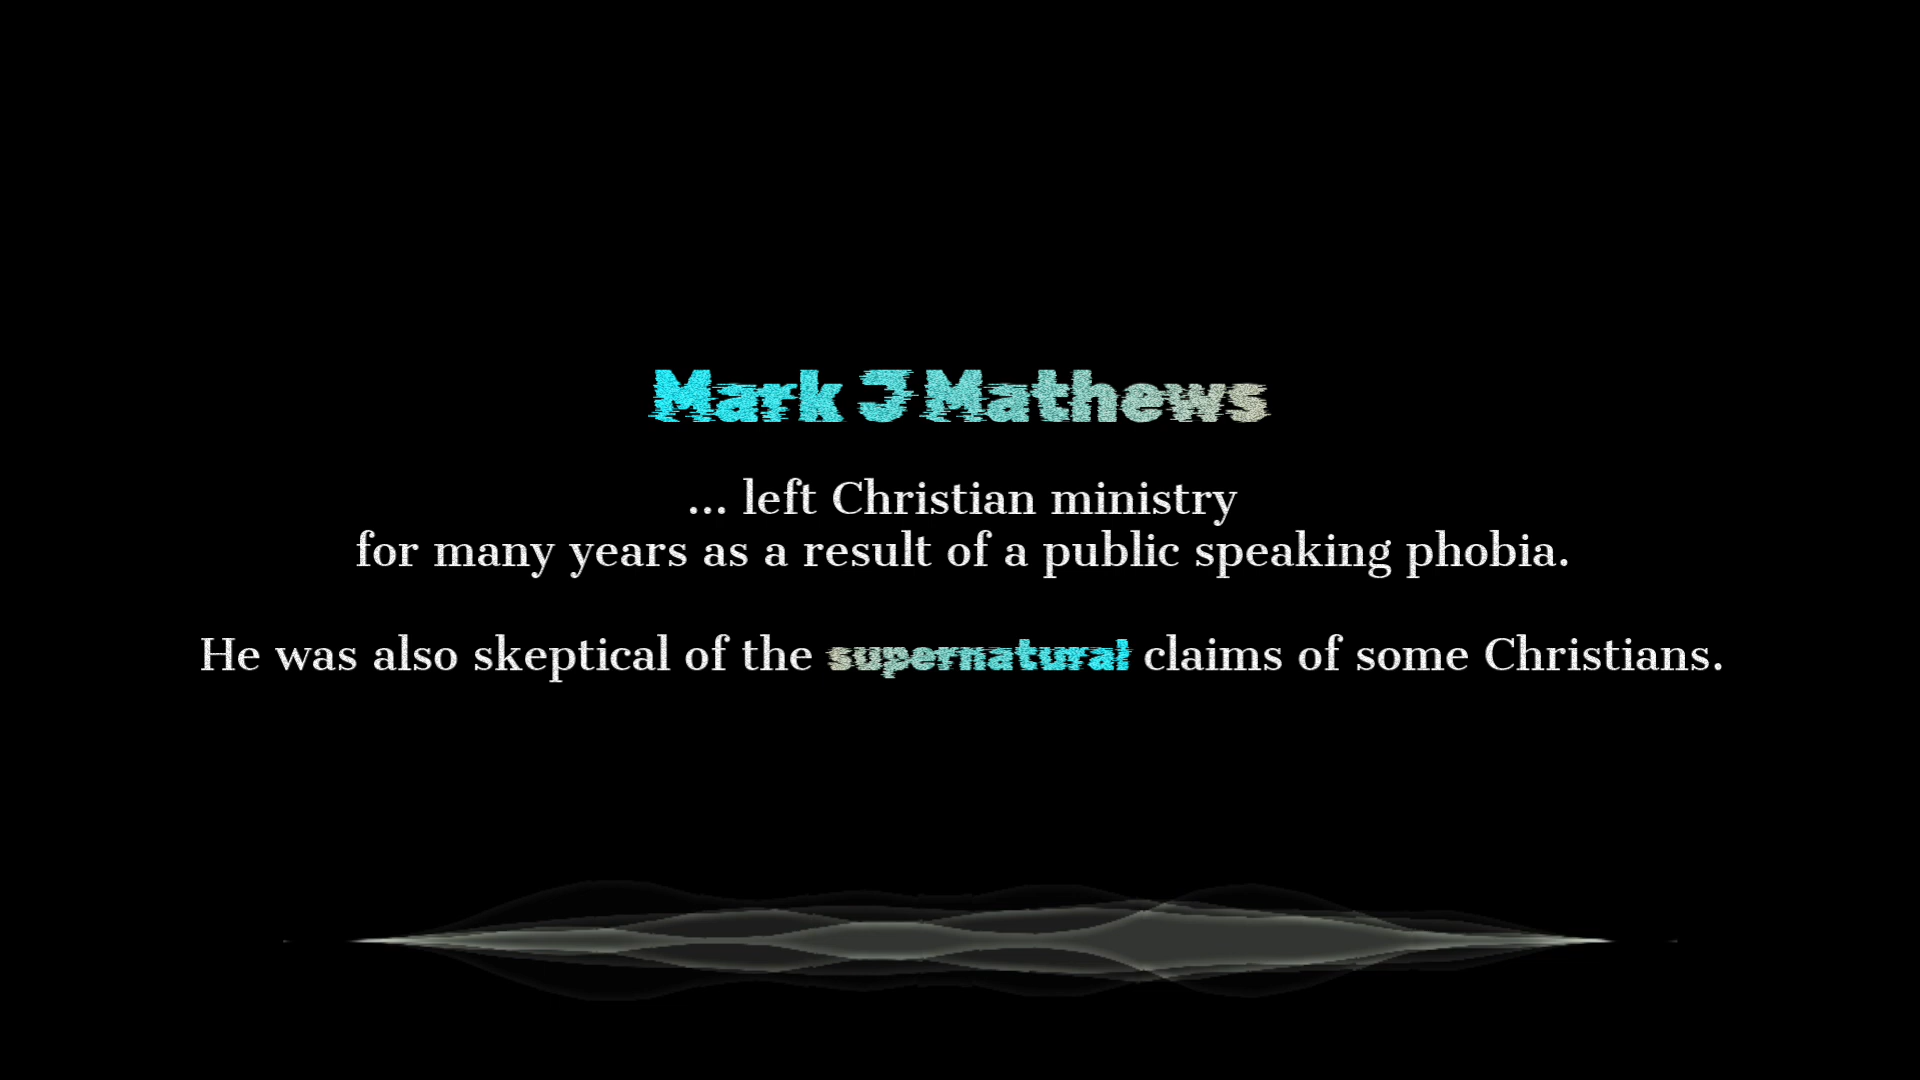 Mark J Mathews
... left Christian ministry
for many years as a result of a public speaking phobia.
He was also skeptical of the supernatural claims of some Christians.